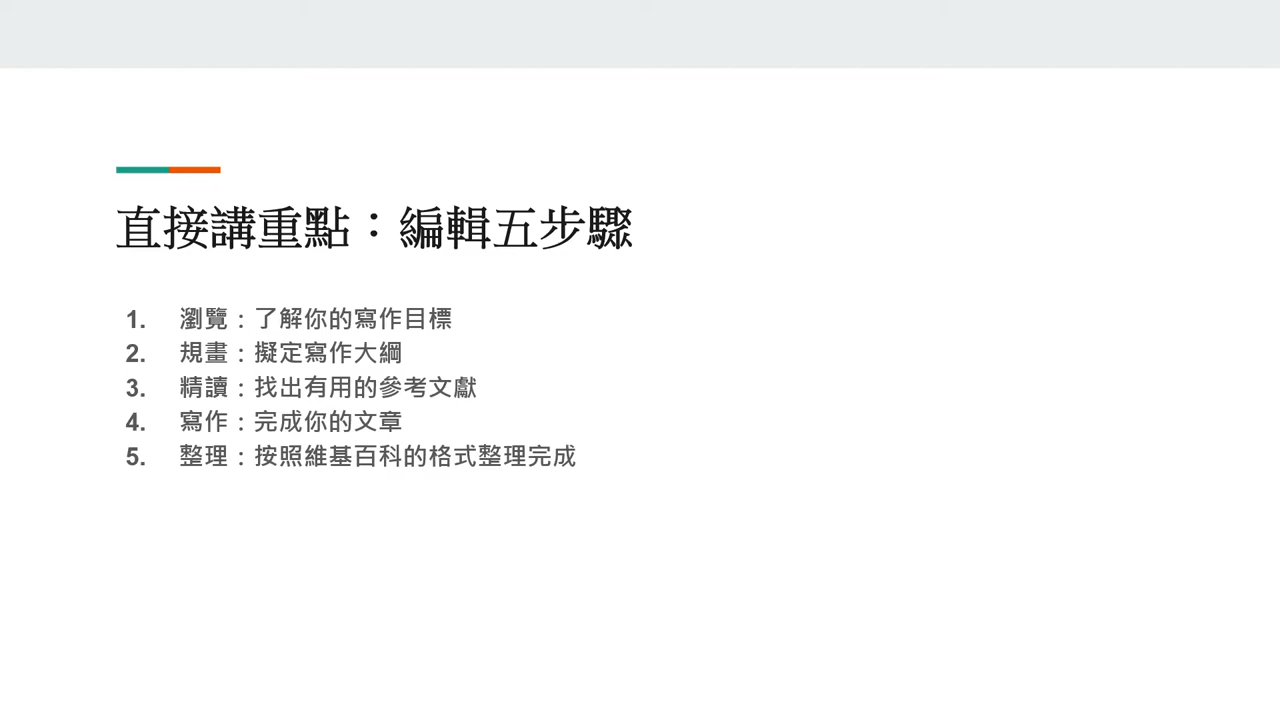 直接講重點：編輯五步驟
1. 瀏覽：了解你的寫作目標
2. 規畫：擬定寫作大綱
3. 精讀：找出有用的參考文獻
4. 寫作：完成你的文章
5. 整理：按照維基百科的格式整理完成